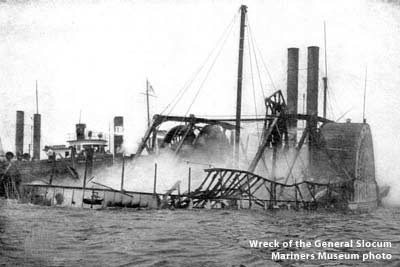 Wreck of the General Slocum
Mariners Museum photo